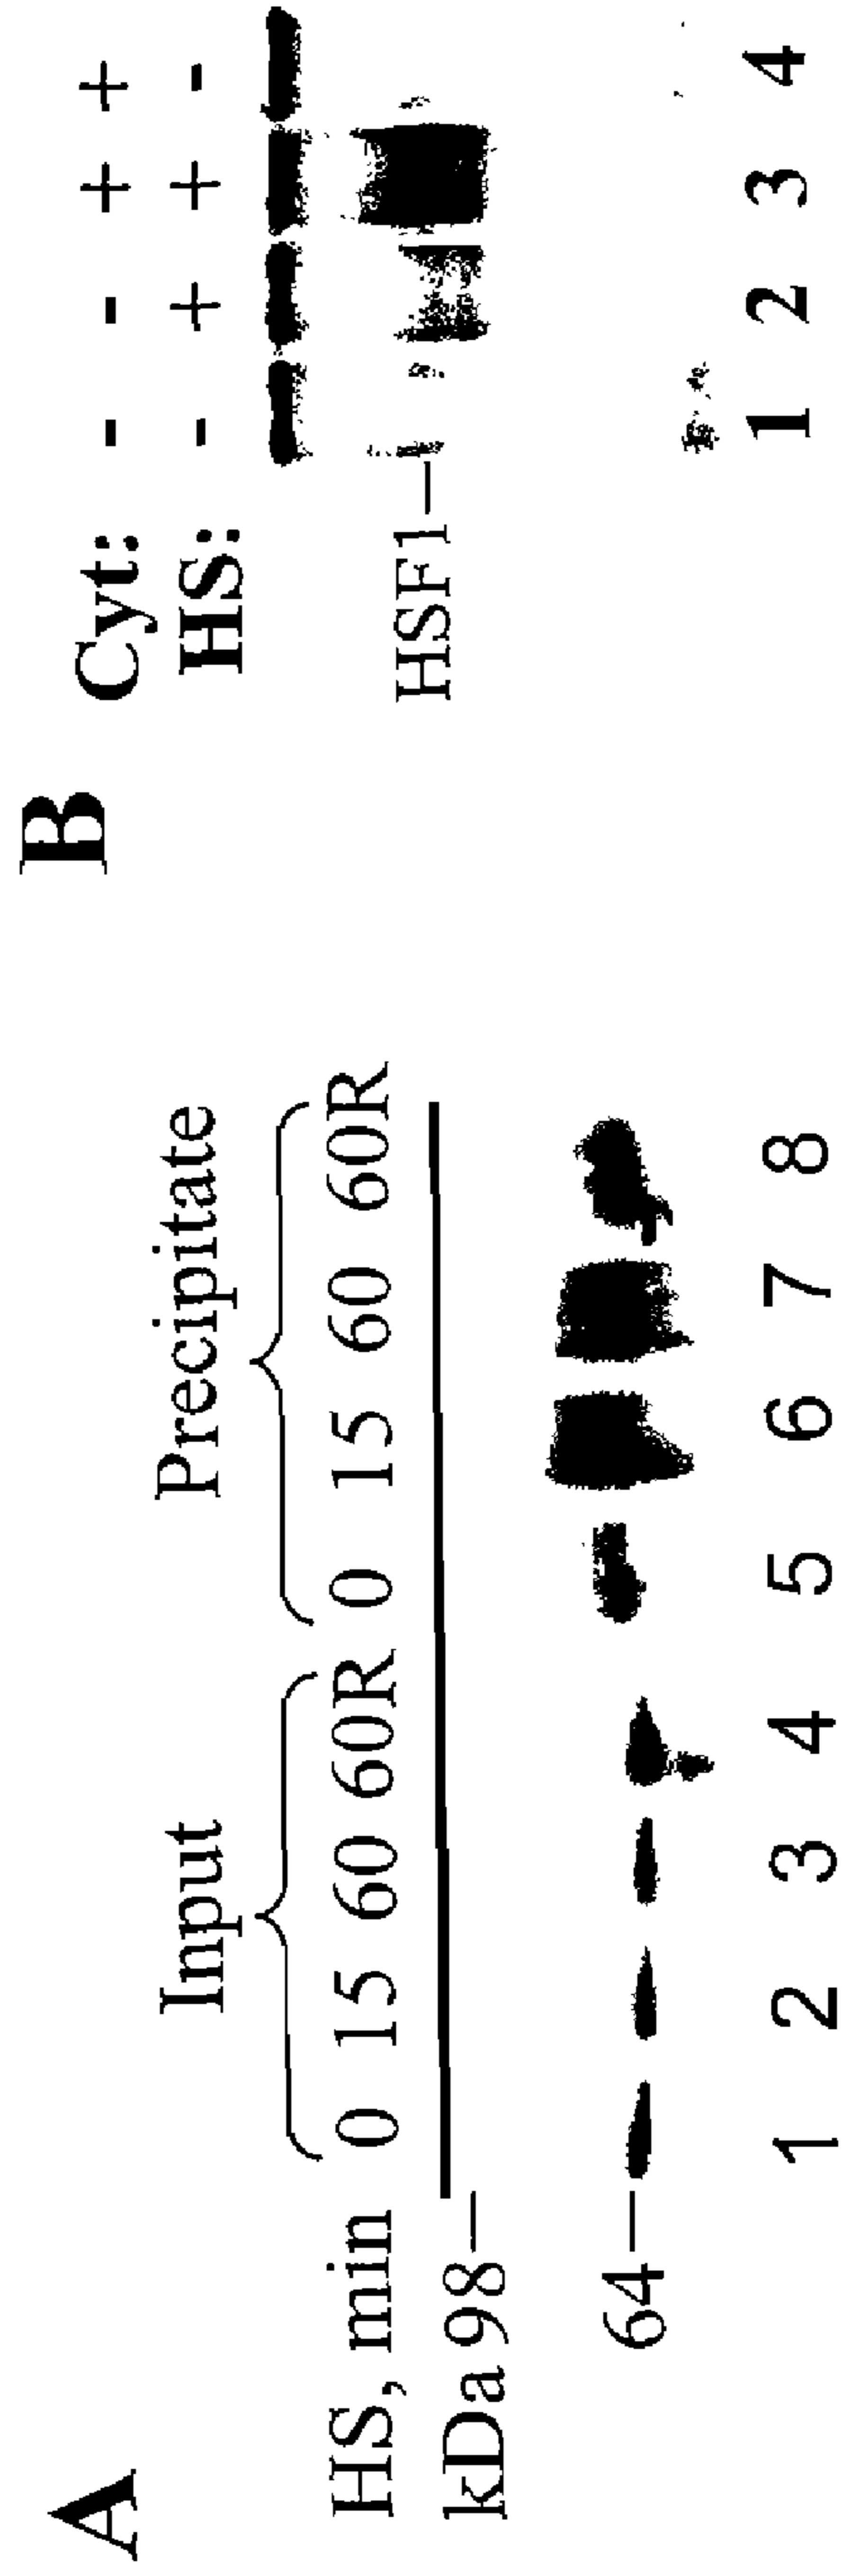 A
Input Precipitate
HS, min 0 15 60 60R 0 15 60 60R
kDa 98—
64—
1 2 3 4 5 6 7 8
B
Cyt: - - + +
HS: - + + -
HSF1—
1 2 3 4